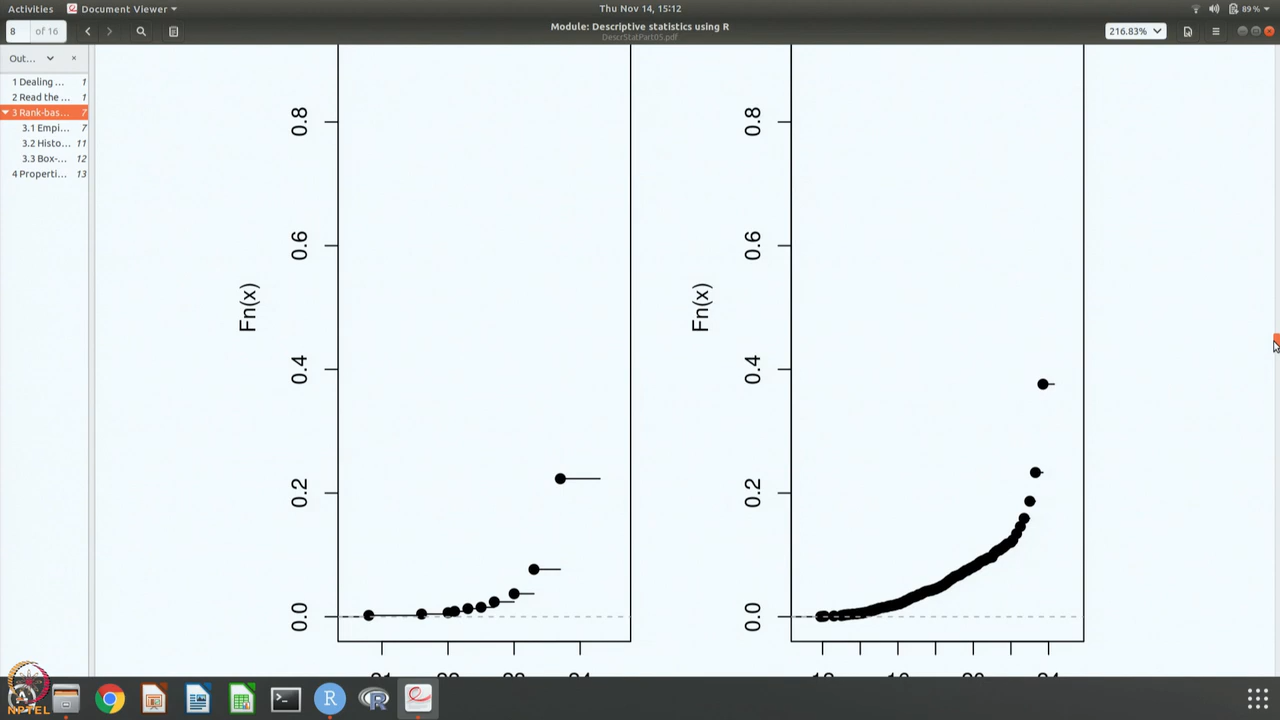 Activities
Document Viewer
Thu Nov 14, 15:12
89 %
8
of 16
Module: Descriptive statistics using R
DescrStatPart05.pdf
216.83%
Out...
1 Dealing ... 1
2 Read the ... 1
3 Rank-bas... 7
3.1 Empi... 7
3.2 Histo... 11
3.3 Box-... 12
4 Properti... 13
Fn(x)
0.8
0.6
0.4
0.2
0.0
Fn(x)
0.8
0.6
0.4
0.2
0.0
NPTEL